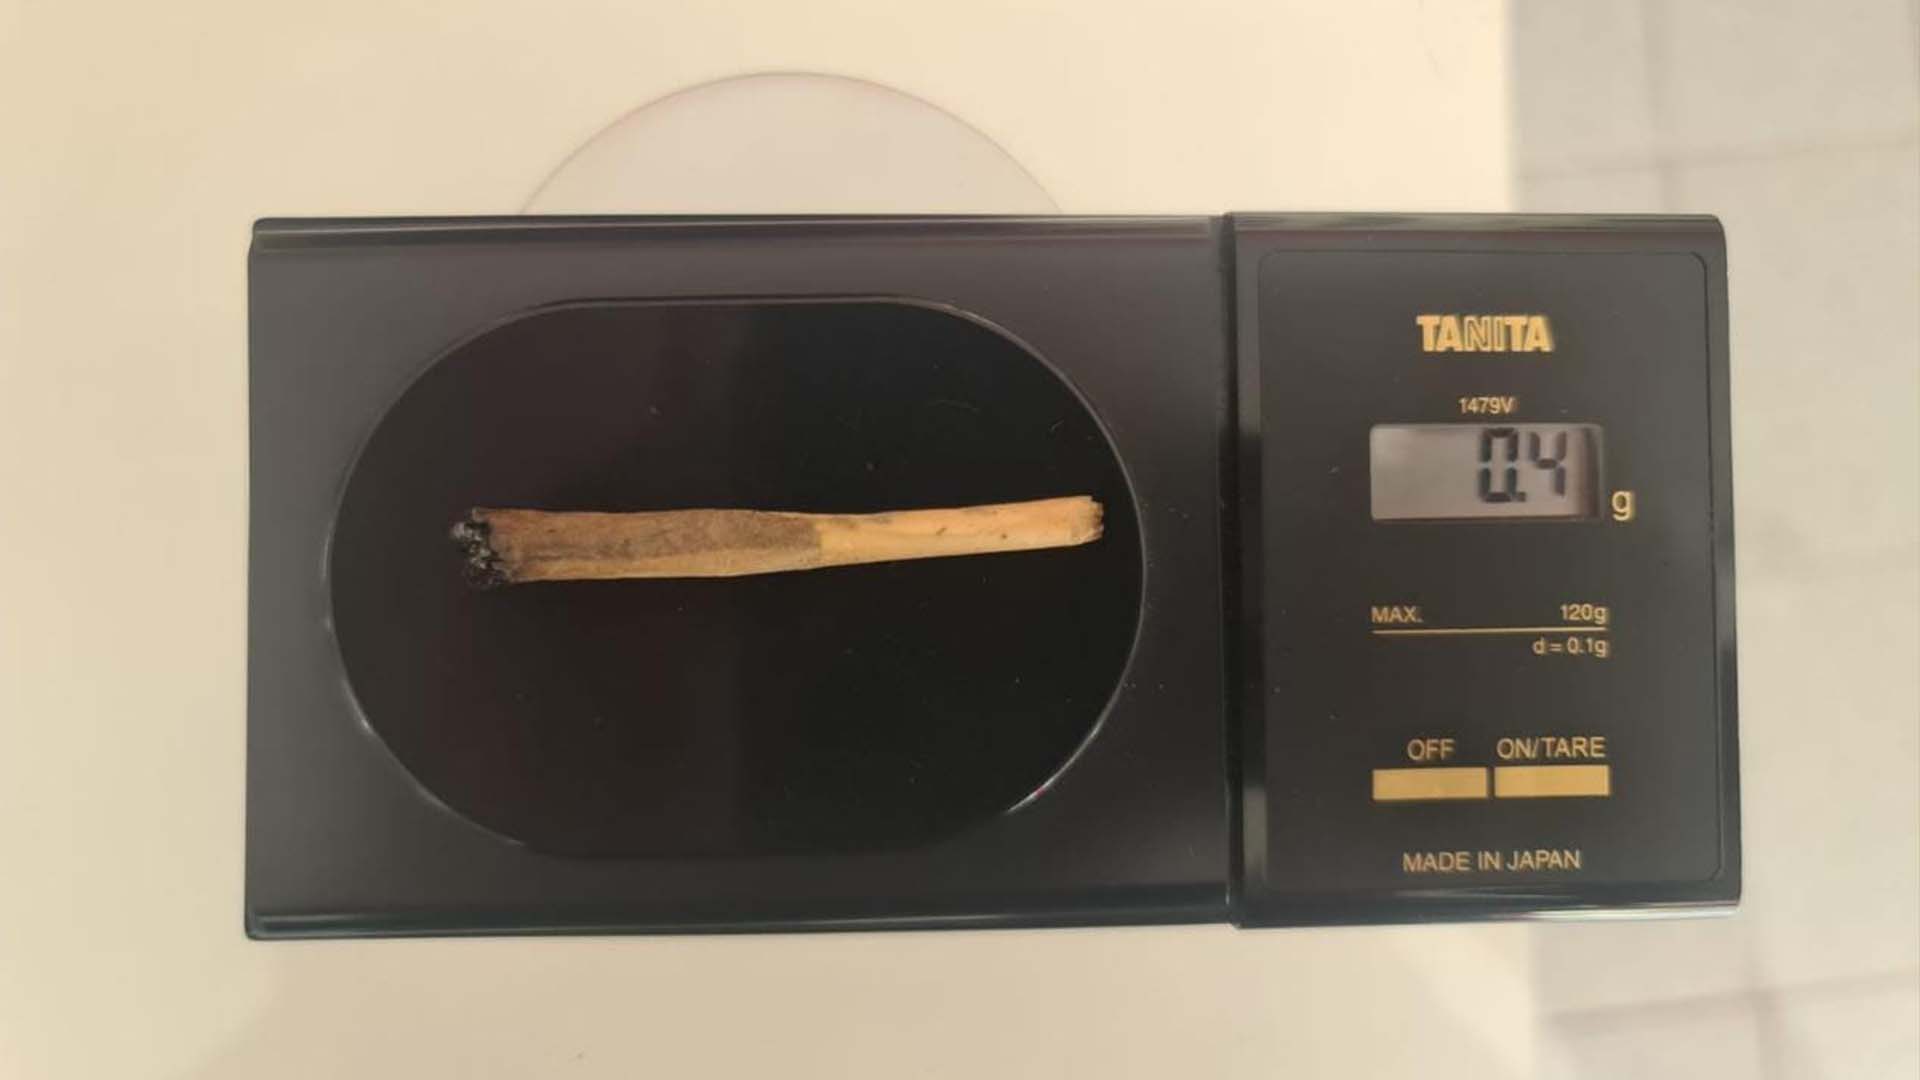 TANITA
1479V
0.4 g
MAX. 120g
d = 0.1g
OFF ON/TARE
MADE IN JAPAN